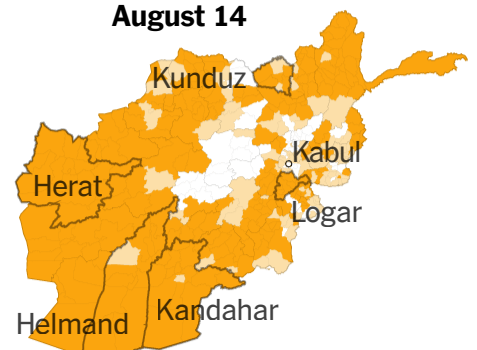 August 14
Kunduz
Kabul
Herat
Logar
Kandahar
Helmand